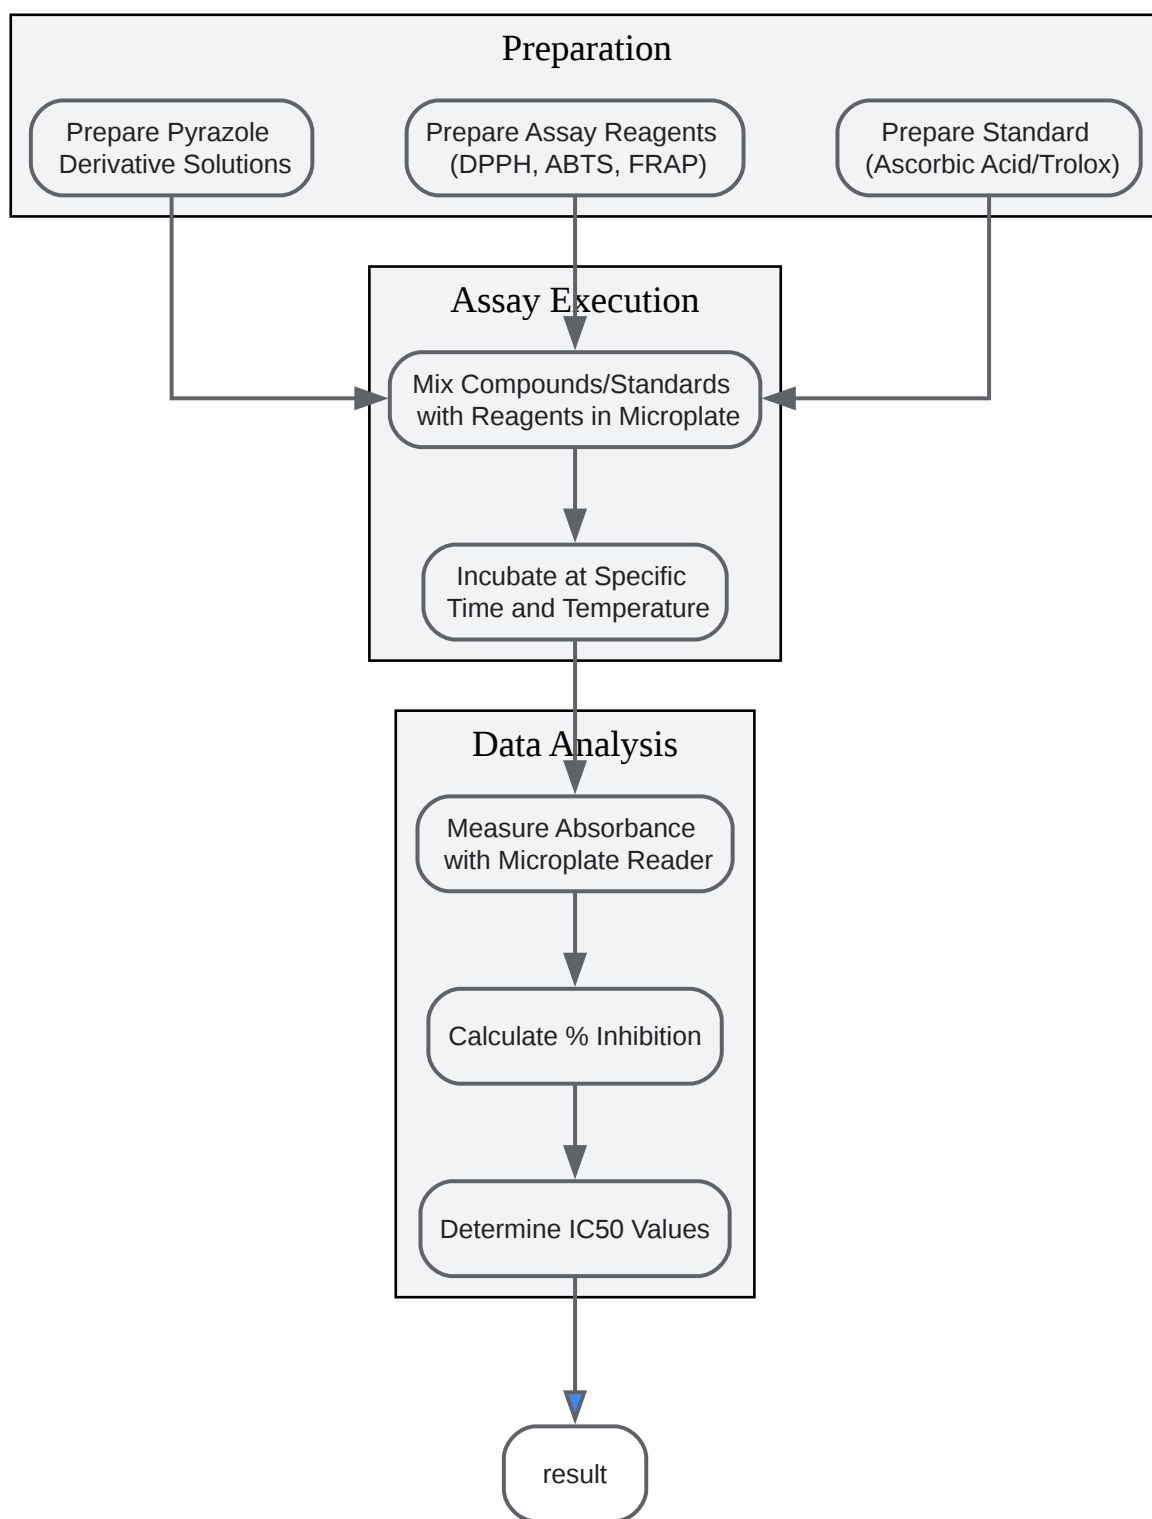 Preparation
Prepare Pyrazole
Derivative Solutions
Prepare Assay Reagents
(DPPH, ABTS, FRAP)
Prepare Standard
(Ascorbic Acid/Trolox)
Assay Execution
Mix Compounds/Standards
with Reagents in Microplate
Incubate at Specific
Time and Temperature
Data Analysis
Measure Absorbance
with Microplate Reader
Calculate % Inhibition
Determine IC50 Values
result